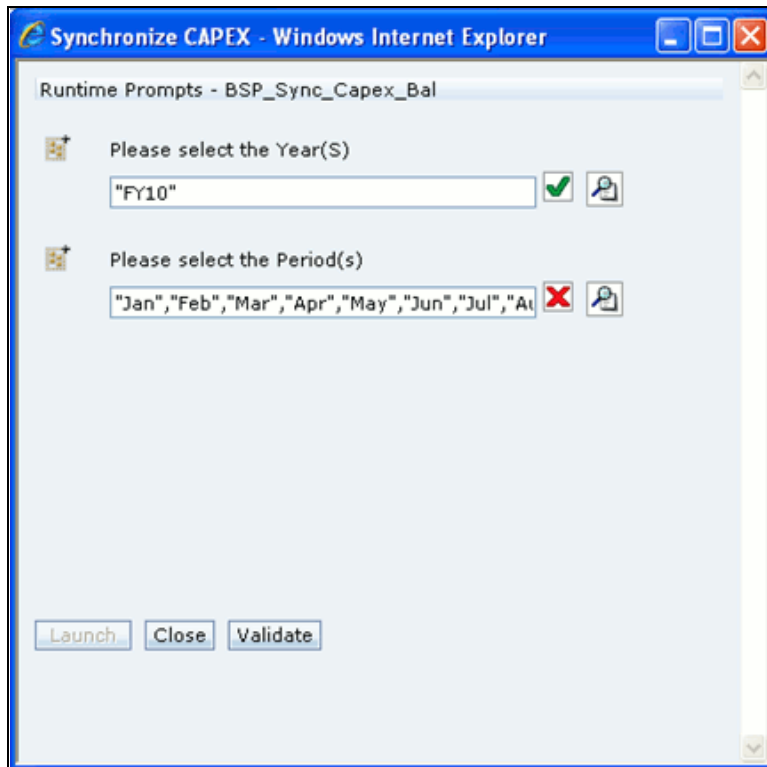 Synchronize CAPEX - Windows Internet Explorer
Runtime Prompts - BSP_Sync_Capex_Bal
Please select the Year(S)
"FY10"
Please select the Period(s)
"Jan","Feb","Mar","Apr","May","Jun","Jul","Au
Launch Close Validate